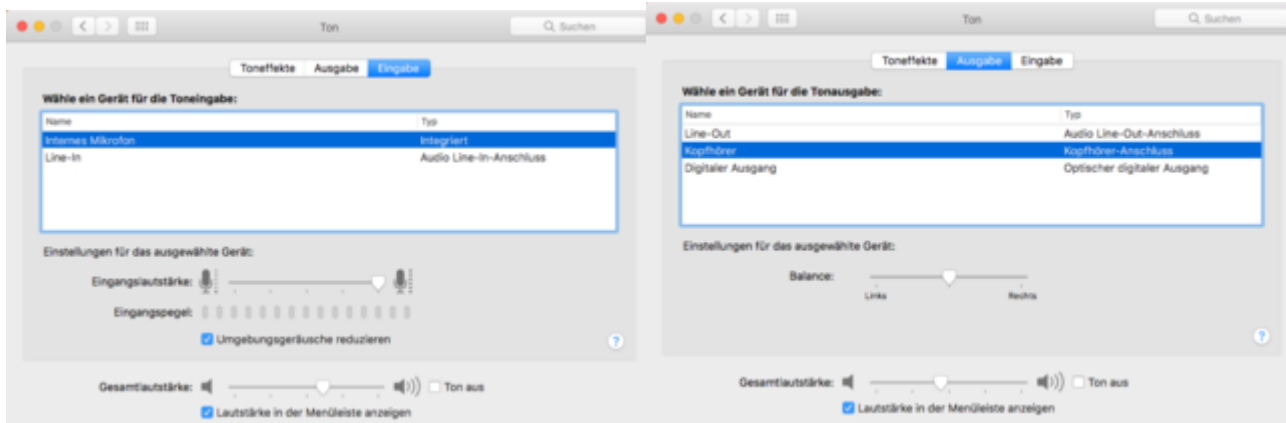 Ton
Suchen
Toneffekte Ausgabe Eingabe
Wähle ein Gerät für die Toneingabe:
Name Typ
Internes Mikrofon Integriert
Line-In Audio Line-In-Anschluss
Einstellungen für das ausgewählte Gerät:
Eingangslautstärke:
Eingangspegel:
Umgebungsgeräusche reduzieren
?
Gesamtlautstärke: Ton aus
Lautstärke in der Menüleiste anzeigen
Ton
Suchen
Toneffekte Ausgabe Eingabe
Wähle ein Gerät für die Tonausgabe:
Name Typ
Line-Out Audio Line-Out-Anschluss
Kopfhörer Kopfhörer-Anschluss
Digitaler Ausgang Optischer digitaler Ausgang
Einstellungen für das ausgewählte Gerät:
Balance:
Links Rechts
?
Gesamtlautstärke: Ton aus
Lautstärke in der Menüleiste anzeigen